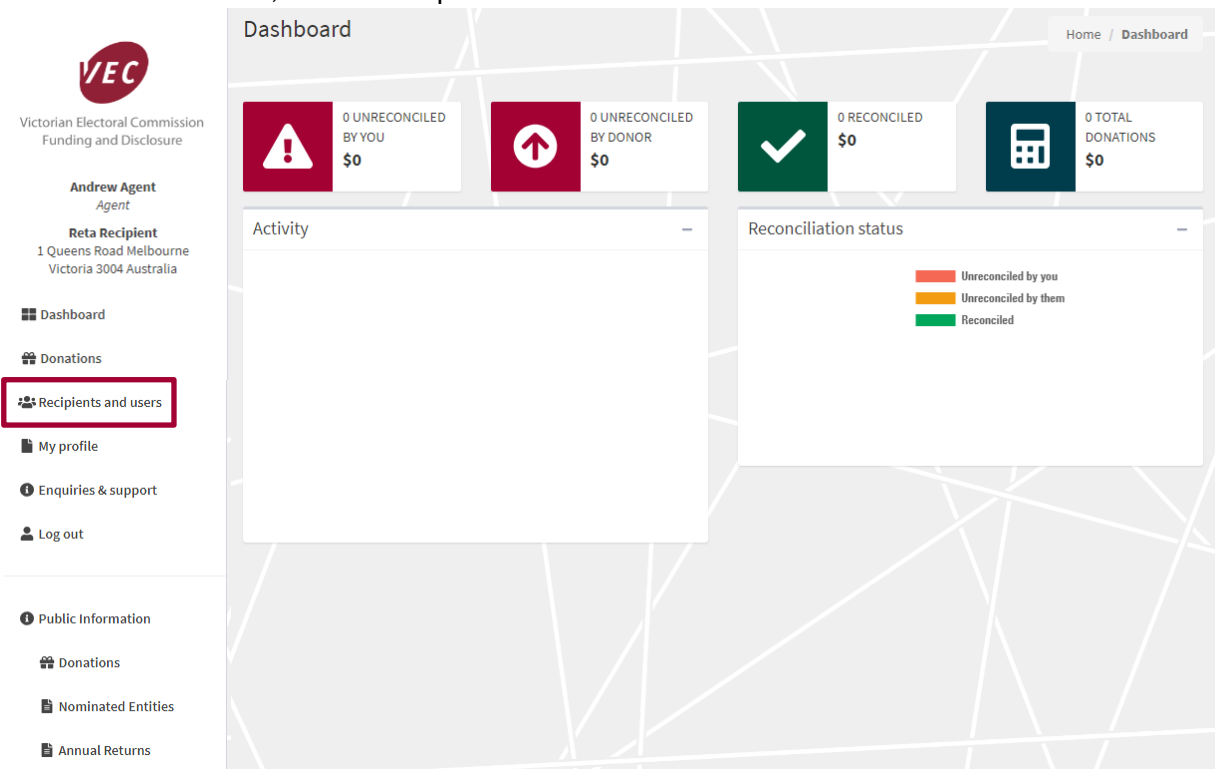 Dashboard
Home / Dashboard
VEC
Victorian Electoral Commission
Funding and Disclosure
Andrew Agent
Agent
Reta Recipient
1 Queens Road Melbourne
Victoria 3004 Australia
Dashboard
Donations
Recipients and users
My profile
Enquiries & support
Log out
Public Information
Donations
Nominated Entities
Annual Returns
0 UNRECONCILED
BY YOU
$0
0 UNRECONCILED
BY DONOR
$0
0 RECONCILED
$0
0 TOTAL
DONATIONS
$0
Activity
Reconciliation status
Unreconciled by you
Unreconciled by them
Reconciled